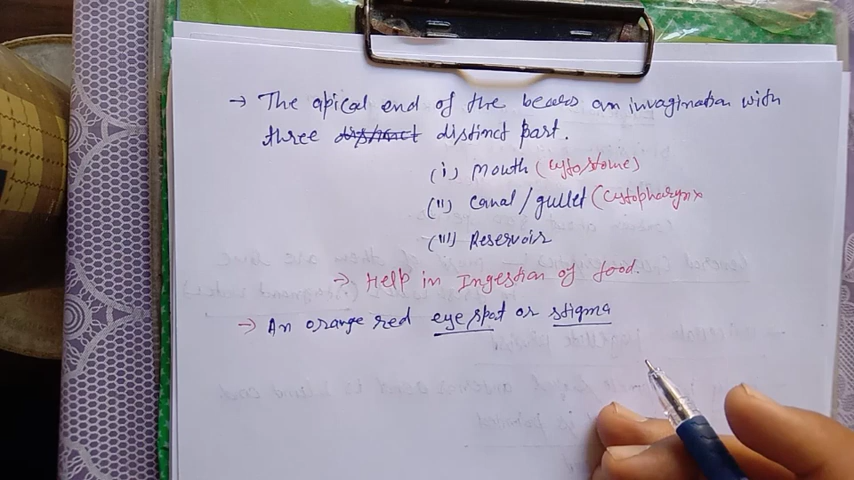 → The apical end of the bears an invagination with
three distinct distinct part.
(i) Mouth (cytostome)
(ii) Canal/gullet (Cytopharynx
(iii) Reservoir
→ Help in Ingestion of food.
→ An orange red eye spot or stigma